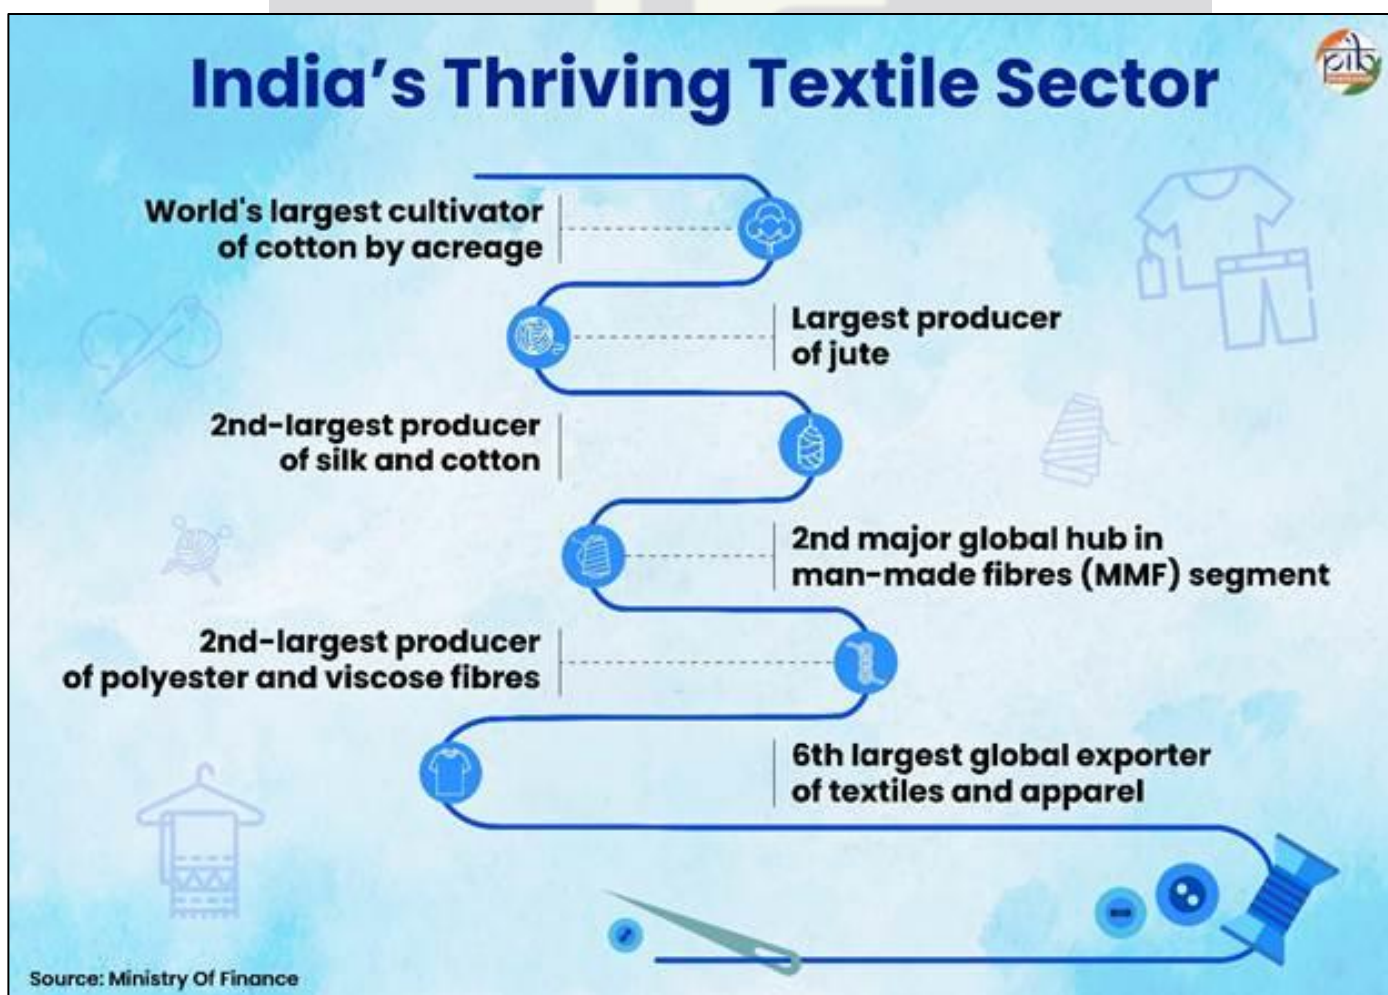 India's Thriving Textile Sector
pib
World's largest cultivator
of cotton by acreage
Largest producer
of jute
2nd-largest producer
of silk and cotton
2nd major global hub in
man-made fibres (MMF) segment
2nd-largest producer
of polyester and viscose fibres
6th largest global exporter
of textiles and apparel
Source: Ministry Of Finance